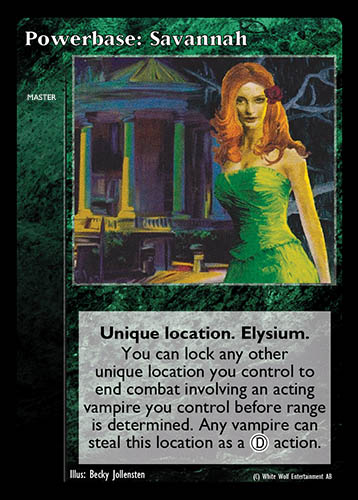 Powerbase: Savannah
MASTER
Unique location. Elysium.
You can lock any other
unique location you control to
end combat involving an acting
vampire you control before range
is determined. Any vampire can
steal this location as a Ⓓ action.
Illus: Becky Jollensten
(C) White Wolf Entertainment AB